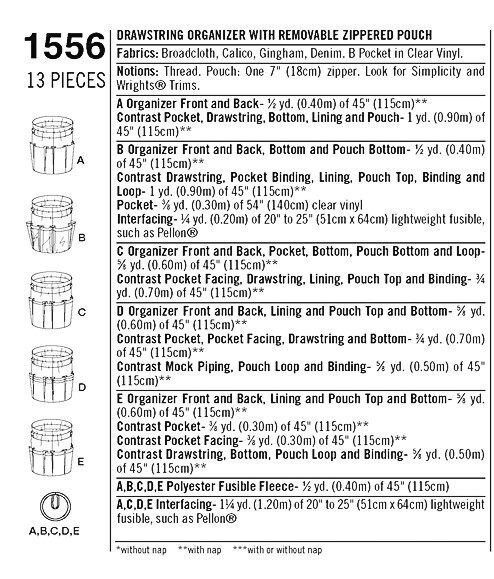 1556
13 PIECES
DRAWSTRING ORGANIZER WITH REMOVABLE ZIPPERED POUCH
Fabrics: Broadcloth, Calico, Gingham, Denim. B Pocket in Clear Vinyl.
Notions: Thread. Pouch: One 7" (18cm) zipper. Look for Simplicity and
Wrights® Trims.
A Organizer Front and Back- ½ yd. (0.40m) of 45" (115cm)**
Contrast Pocket, Drawstring, Bottom, Lining and Pouch- 1 yd. (0.90m) of
45" (115cm)**
B Organizer Front and Back, Bottom and Pouch Bottom- ½ yd. (0.40m)
of 45" (115cm)**
Contrast Drawstring, Pocket Binding, Lining, Pouch Top, Binding and
Loop- 1 yd. (0.90m) of 45" (115cm)**
Pocket- ⅜ yd. (0.30m) of 54" (140cm) clear vinyl
Interfacing- ¼ yd. (0.20m) of 20" to 25" (51cm x 64cm) lightweight fusible,
such as Pellon®
C Organizer Front and Back, Pocket, Bottom, Pouch Bottom and Loop-
⅝ yd. (0.60m) of 45" (115cm)**
Contrast Pocket Facing, Drawstring, Lining, Pouch Top and Binding- ¾
yd. (0.70m) of 45" (115cm)**
D Organizer Front and Back, Lining and Pouch Top and Bottom- ⅝ yd.
(0.60m) of 45" (115cm)**
Contrast Pocket, Pocket Facing, Drawstring and Bottom- ¾ yd. (0.70m)
of 45" (115cm)**
Contrast Mock Piping, Pouch Loop and Binding- ⅝ yd. (0.50m) of 45"
(115cm)**
E Organizer Front and Back, Lining and Pouch Top and Bottom- ⅝ yd.
(0.60m) of 45" (115cm)**
Contrast Pocket- ⅜ yd. (0.30m) of 45" (115cm)**
Contrast Pocket Facing- ⅜ yd. (0.30m) of 45" (115cm)**
Contrast Drawstring, Bottom, Pouch Loop and Binding- ⅝ yd. (0.50m)
of 45" (115cm)**
A,B,C,D,E Polyester Fusible Fleece- ½ yd. (0.40m) of 45" (115cm)
A,C,D,E Interfacing- 1¼ yd. (1.20m) of 20" to 25" (51cm x 64cm) lightweight
fusible, such as Pellon®
*without nap **with nap ***with or without nap
A
B
C
D
E
A,B,C,D,E